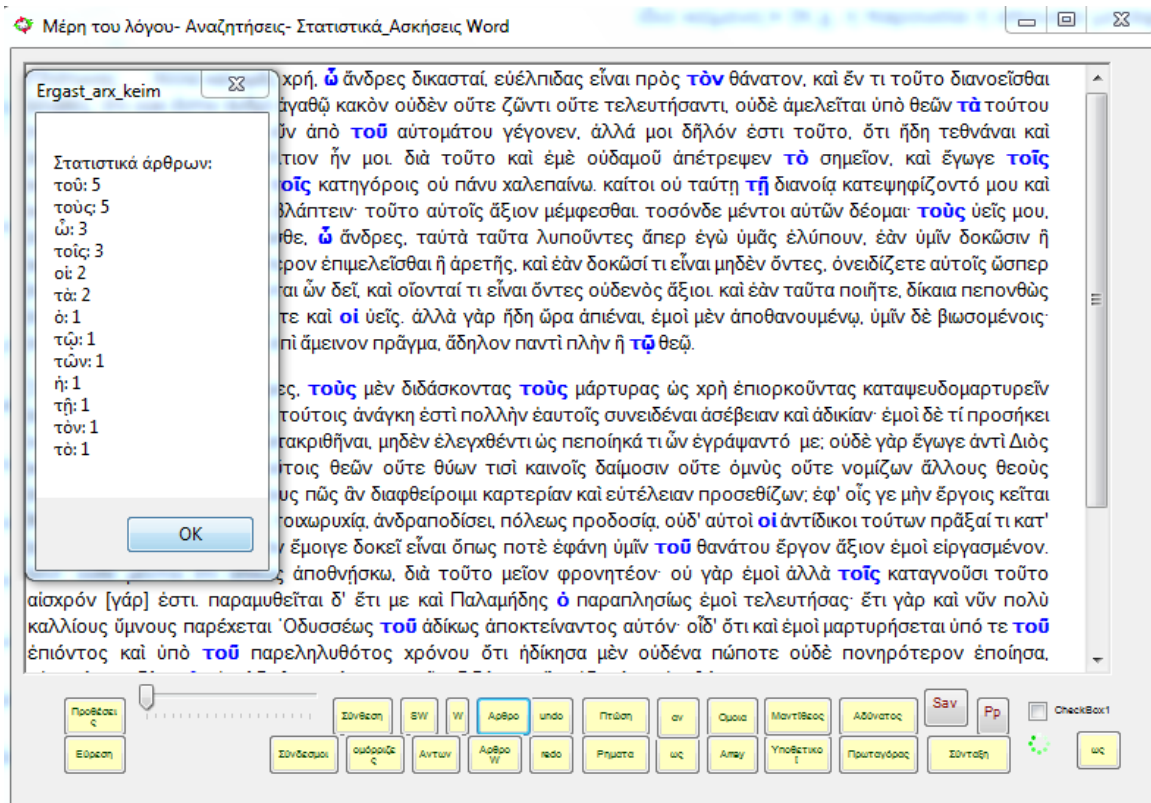 Μέρη του λόγου- Αναζητήσεις- Στατιστικά_Ασκήσεις Word
Ergast_arx_keim
Στατιστικά άρθρων:
τοῦ: 5
τοὺς: 5
ὦ: 3
τοῖς: 3
οἱ: 2
τὰ: 2
ὁ: 1
τῷ: 1
τῶν: 1
ἡ: 1
τῇ: 1
τὸν: 1
τὸ: 1
OK
χρή, ὦ ἄνδρες δικασταί, εὐέλπιδας εἶναι πρὸς τὸν θάνατον, καὶ ἕν τι τοῦτο διανοεῖσθαι
ἀγαθῷ κακὸν οὐδὲν οὔτε ζῶντι οὔτε τελευτήσαντι, οὐδὲ ἀμελεῖται ὑπὸ θεῶν τὰ τούτου
ἀπὸ τοῦ αὐτομάτου γέγονεν, ἀλλά μοι δῆλόν ἐστι τοῦτο, ὅτι ἤδη τεθνάναι καὶ
ἦν μοι. διὰ τοῦτο καὶ ἐμὲ οὐδαμοῦ ἀπέτρεψεν τὸ σημεῖον, καὶ ἔγωγε τοῖς
τοῖς κατηγόροις οὐ πάνυ χαλεπαίνω. καίτοι οὐ ταύτῃ τῇ διανοίᾳ κατεψηφίζοντό μου καὶ
βλάπτειν· τοῦτο αὐτοῖς ἄξιον μέμφεσθαι. τοσόνδε μέντοι αὐτῶν δέομαι· τοὺς ὑεῖς μου,
ὦ ἄνδρες, ταὐτὰ ταῦτα λυποῦντες ἅπερ ἐγὼ ὑμᾶς ἐλύπουν, ἐὰν ὑμῖν δοκῶσιν ἢ
ἐπιμελεῖσθαι ἢ ἀρετῆς, καὶ ἐὰν δοκῶσί τι εἶναι μηδὲν ὄντες, ὀνειδίζετε αὐτοῖς ὥσπερ
ὧν δεῖ, καὶ οἴονταί τι εἶναι ὄντες οὐδενὸς ἄξιοι. καὶ ἐὰν ταῦτα ποιῆτε, δίκαια πεπονθὼς
τε καὶ οἱ ὑεῖς. ἀλλὰ γὰρ ἤδη ὥρα ἀπιέναι, ἐμοὶ μὲν ἀποθανουμένῳ, ὑμῖν δὲ βιωσομένοις·
ἄμεινον πρᾶγμα, ἄδηλον παντὶ πλὴν ἢ τῷ θεῷ.
τοὺς μὲν διδάσκοντας τοὺς μάρτυρας ὡς χρὴ ἐπιορκοῦντας καταψευδομαρτυρεῖν
τούτοις ἀνάγκη ἐστὶ πολλὴν ἑαυτοῖς συνειδέναι ἀσέβειαν καὶ ἀδικίαν· ἐμοὶ δὲ τί προσήκει
μηδὲν ἐλεγχθέντι ὡς πεποίηκά τι ὧν ἐγράψαντό με; οὐδὲ γὰρ ἔγωγε ἀντὶ Διὸς
θεῶν οὔτε θύων τισὶ καινοῖς δαίμοσιν οὔτε ὀμνὺς οὔτε νομίζων ἄλλους θεοὺς
πῶς ἂν διαφθείροιμι καρτερίαν καὶ εὐτέλειαν προσεθίζων; ἐφ' οἷς γε μὴν ἔργοις κεῖται
ἀνδραποδίσει, πόλεως προδοσίᾳ, οὐδ' αὐτοὶ οἱ ἀντίδικοι τούτων πρᾶξαί τι κατ'
ἔμοιγε δοκεῖ εἶναι ὅπως ποτὲ ἐφάνη ὑμῖν τοῦ θανάτου ἔργον ἄξιον ἐμοὶ εἰργασμένον.
ἀποθνῄσκω, διὰ τοῦτο μεῖον φρονητέον· οὐ γὰρ ἐμοὶ ἀλλὰ τοῖς καταγνοῦσι τοῦτο
αἰσχρόν [γάρ] ἐστι. παραμυθεῖται δ' ἔτι με καὶ Παλαμήδης ὁ παραπλησίως ἐμοὶ τελευτήσας· ἔτι γὰρ καὶ νῦν πολὺ
καλλίους ὕμνους παρέχεται Ὀδυσσέως τοῦ ἀδίκως ἀποκτείναντος αὐτόν· οἶδ' ὅτι καὶ ἐμοὶ μαρτυρήσεται ὑπό τε τοῦ
ἐπιόντος καὶ ὑπὸ τοῦ παρεληλυθότος χρόνου ὅτι ἠδίκησα μὲν οὐδένα πώποτε οὐδὲ πονηρότερον ἐποίησα,
Προθέσεις Σύνθεση SW W Αρθρο undo Πτώση αν Ομοια Μαντίθεος Αδύνατος Sav Pp CheckBox1
Εύρεση Σύνδεσμοι ομόρριζες Αντων Αρθρο W redo Ρηματα ως Array Υποθετικο Ι Πρωταγόρας Σύνταξη ως